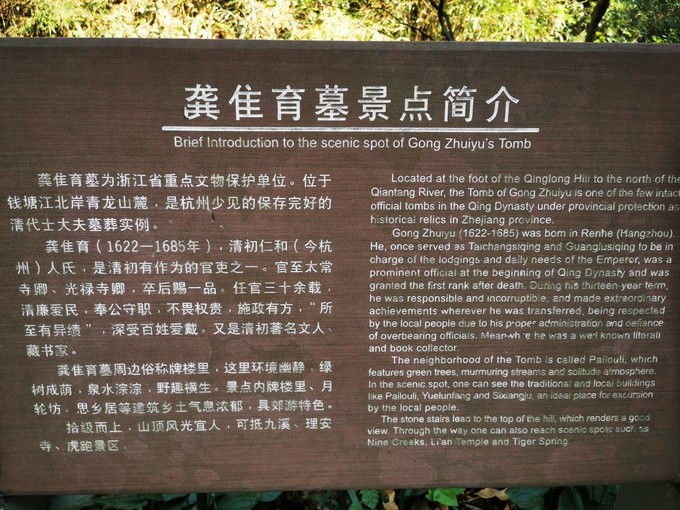 龚隹育墓景点简介
Brief Introduction to the scenic spot of Gong Zhuiyu's Tomb
龚隹育墓为浙江省重点文物保护单位。位于
钱塘江北岸青龙山麓，是杭州少见的保存完好的
清代士大夫墓葬实例。
龚隹育（1622—1685年），清初仁和（今杭
州）人氏，是清初有作为的官吏之一。官至太常
寺卿、光禄寺卿，卒后赐一品。任官三十余载，
清廉爱民，奉公守职，不畏权贵，施政有方，“所
至有异绩”，深受百姓爱戴。又是清初著名文人、
藏书家。
龚隹育墓周边俗称牌楼里，这里环境幽静，绿
树成荫，泉水淙淙，野趣横生。景点内牌楼里、月
轮坊，思乡居等建筑乡土气息浓郁，具郊游特色。
拾级而上，山顶风光宜人，可抵九溪、理安
寺、虎跑景区。
Located at the foot of the Qinglong Hill to the north of the
Qiantang River, the Tomb of Gong Zhuiyu is one of the few intact
official tombs in the Qing Dynasty under provincial protection as
historical relics in Zhejiang province.
Gong Zhuiyu (1622-1685) was born in Renhe (Hangzhou).
He, once served as Taichangsiqing and Guanglusiqing to be in
charge of the lodgings and daily needs of the Emperor, was a
prominent official at the beginning of Qing Dynasty and was
granted the first rank after death. During his thirteen-year term,
he was responsible and incorruptible, and made extraordinary
achievements wherever he was transferred, being respected
by the local people due to his proper administration and defiance
of overbearing officials. Meanwhile he was a well known literati
and book collector.
The neighborhood of the Tomb is called Pailouli, which
features green trees, murmuring streams and solitude atmosphere.
In the scenic spot, one can see the traditional and local buildings
like Pailouli, Yuelunfang and Sixiangju, an ideal place for excursion
by the local people.
The stone stairs lead to the top of the hill, which renders a good
view. Through the way one can also reach scenic spots such as
Nine Creeks, Li'an Temple and Tiger Spring.